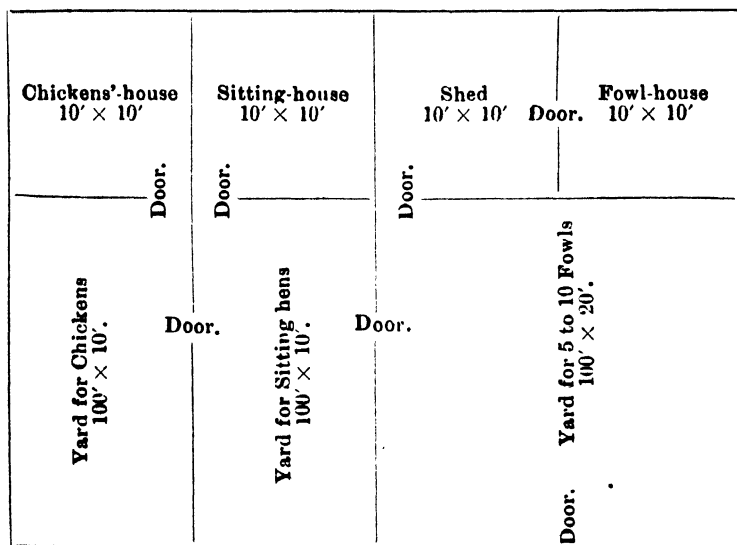 Chickens'-house
10' × 10'
Sitting-house
10' × 10'
Shed
10' × 10'
Door.
Fowl-house
10' × 10'
Door.
Door.
Door.
Yard for Chickens
100' × 10'.
Door.
Yard for Sitting hens
100' × 10'.
Door.
Yard for 5 to 10 Fowls
100' × 20'.
Door.